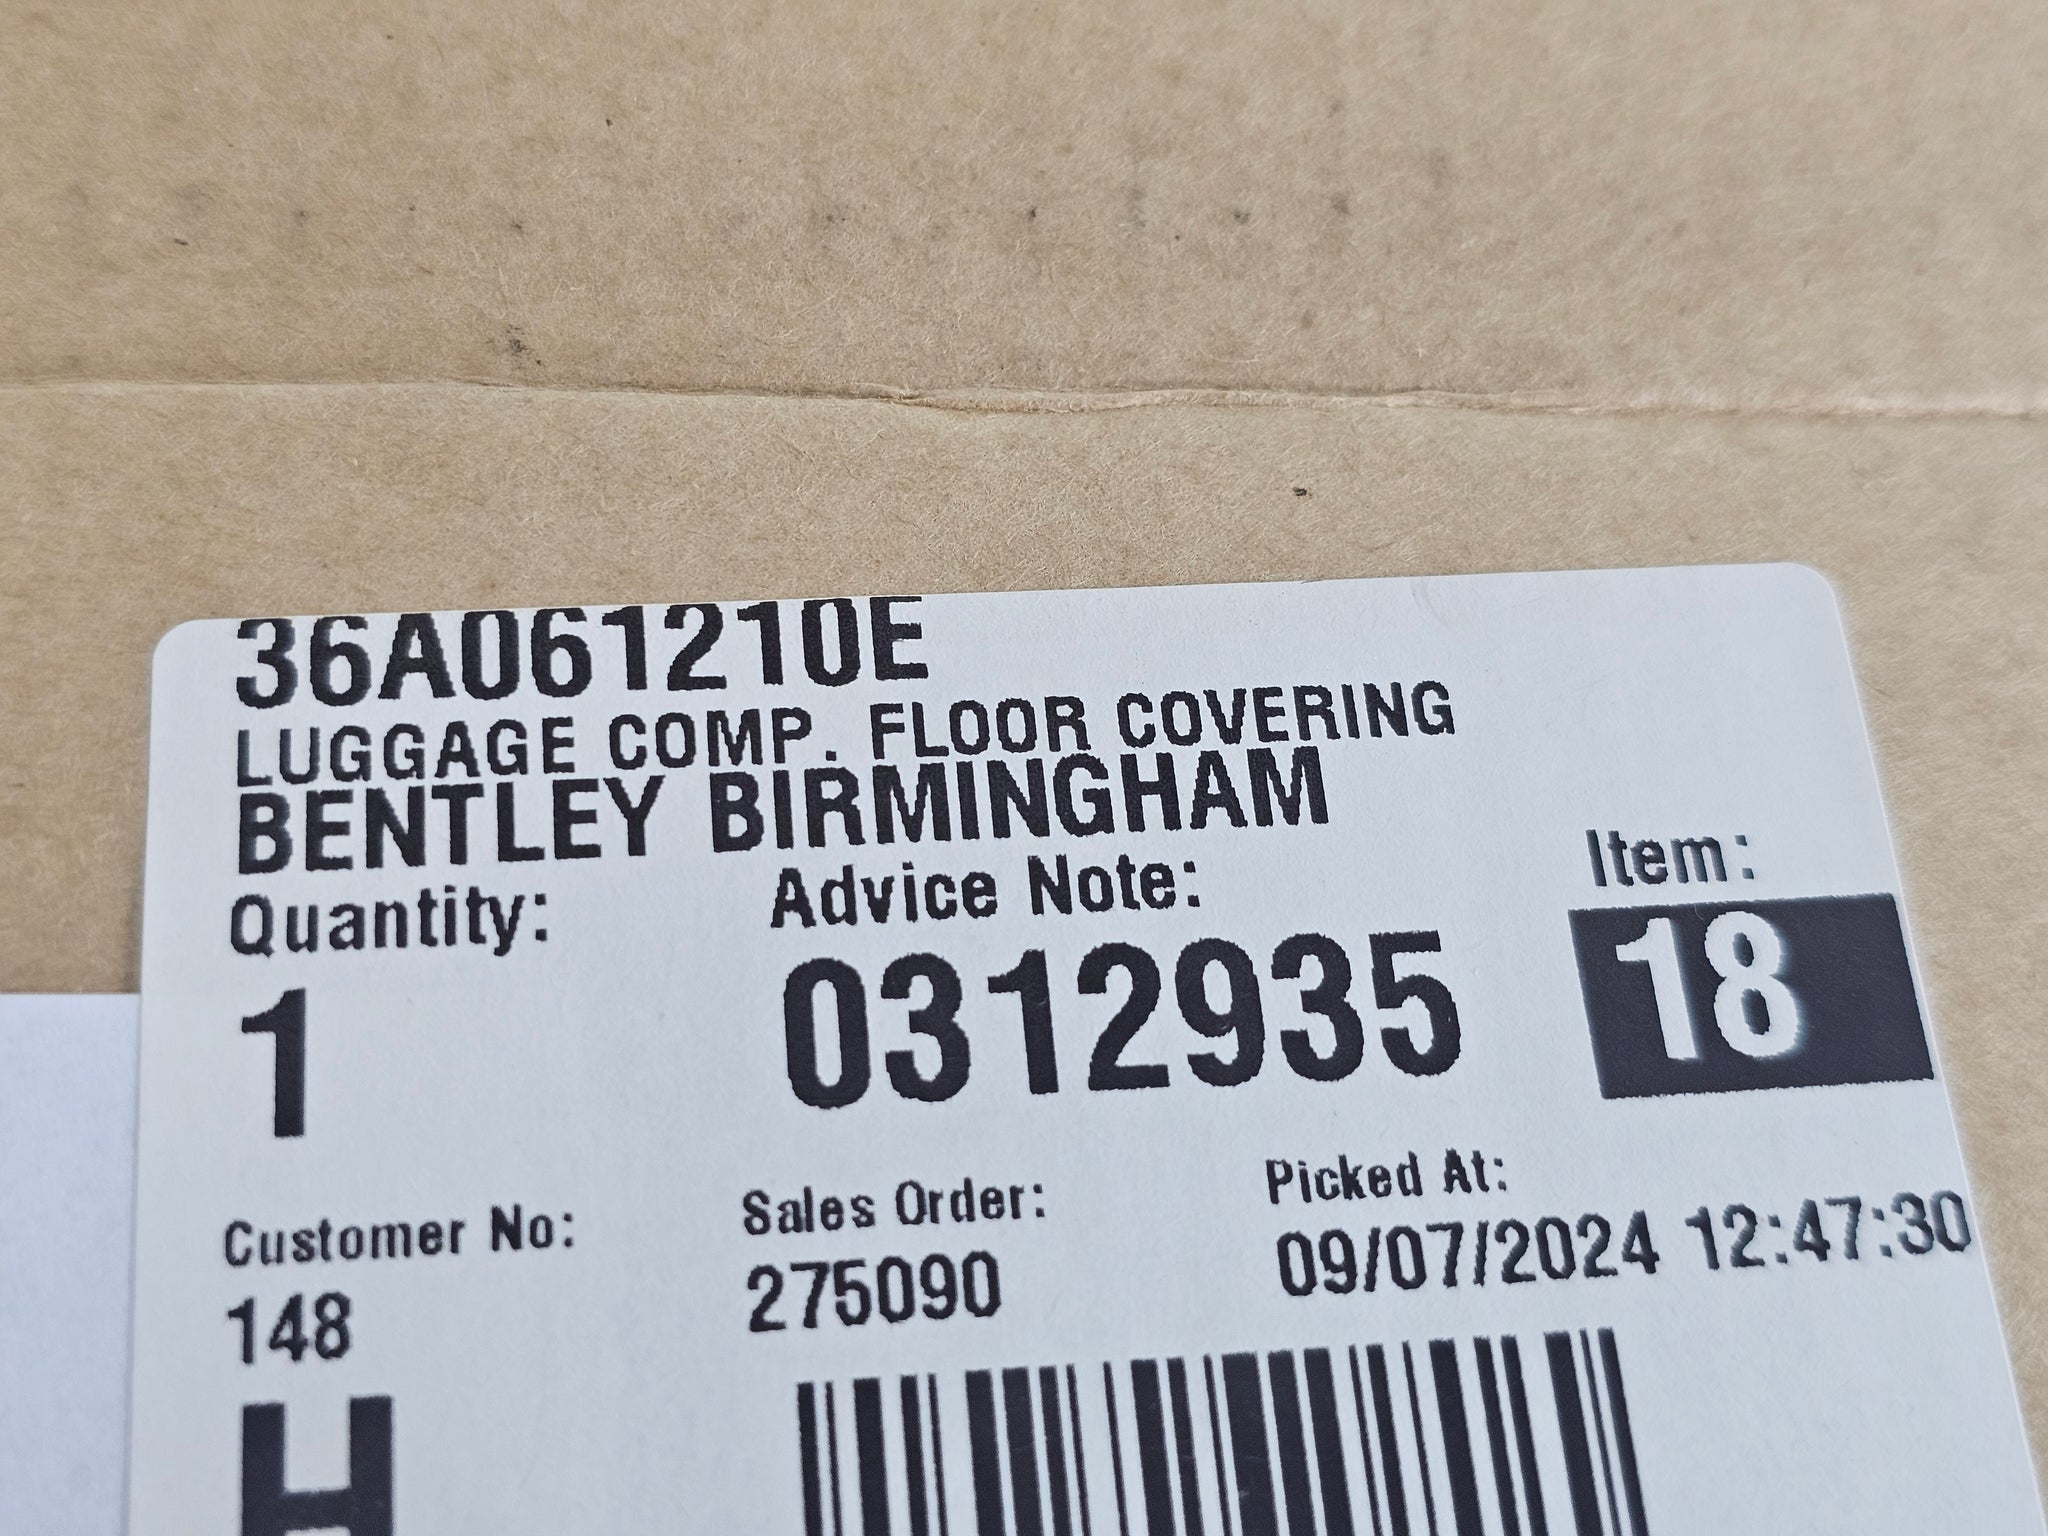 36A061210E
LUGGAGE COMP. FLOOR COVERING
BENTLEY BIRMINGHAM
Quantity: Advice Note: Item:
1 0312935 18
Customer No: Sales Order: Picked At:
148 275090 09/07/2024 12:47:30
H